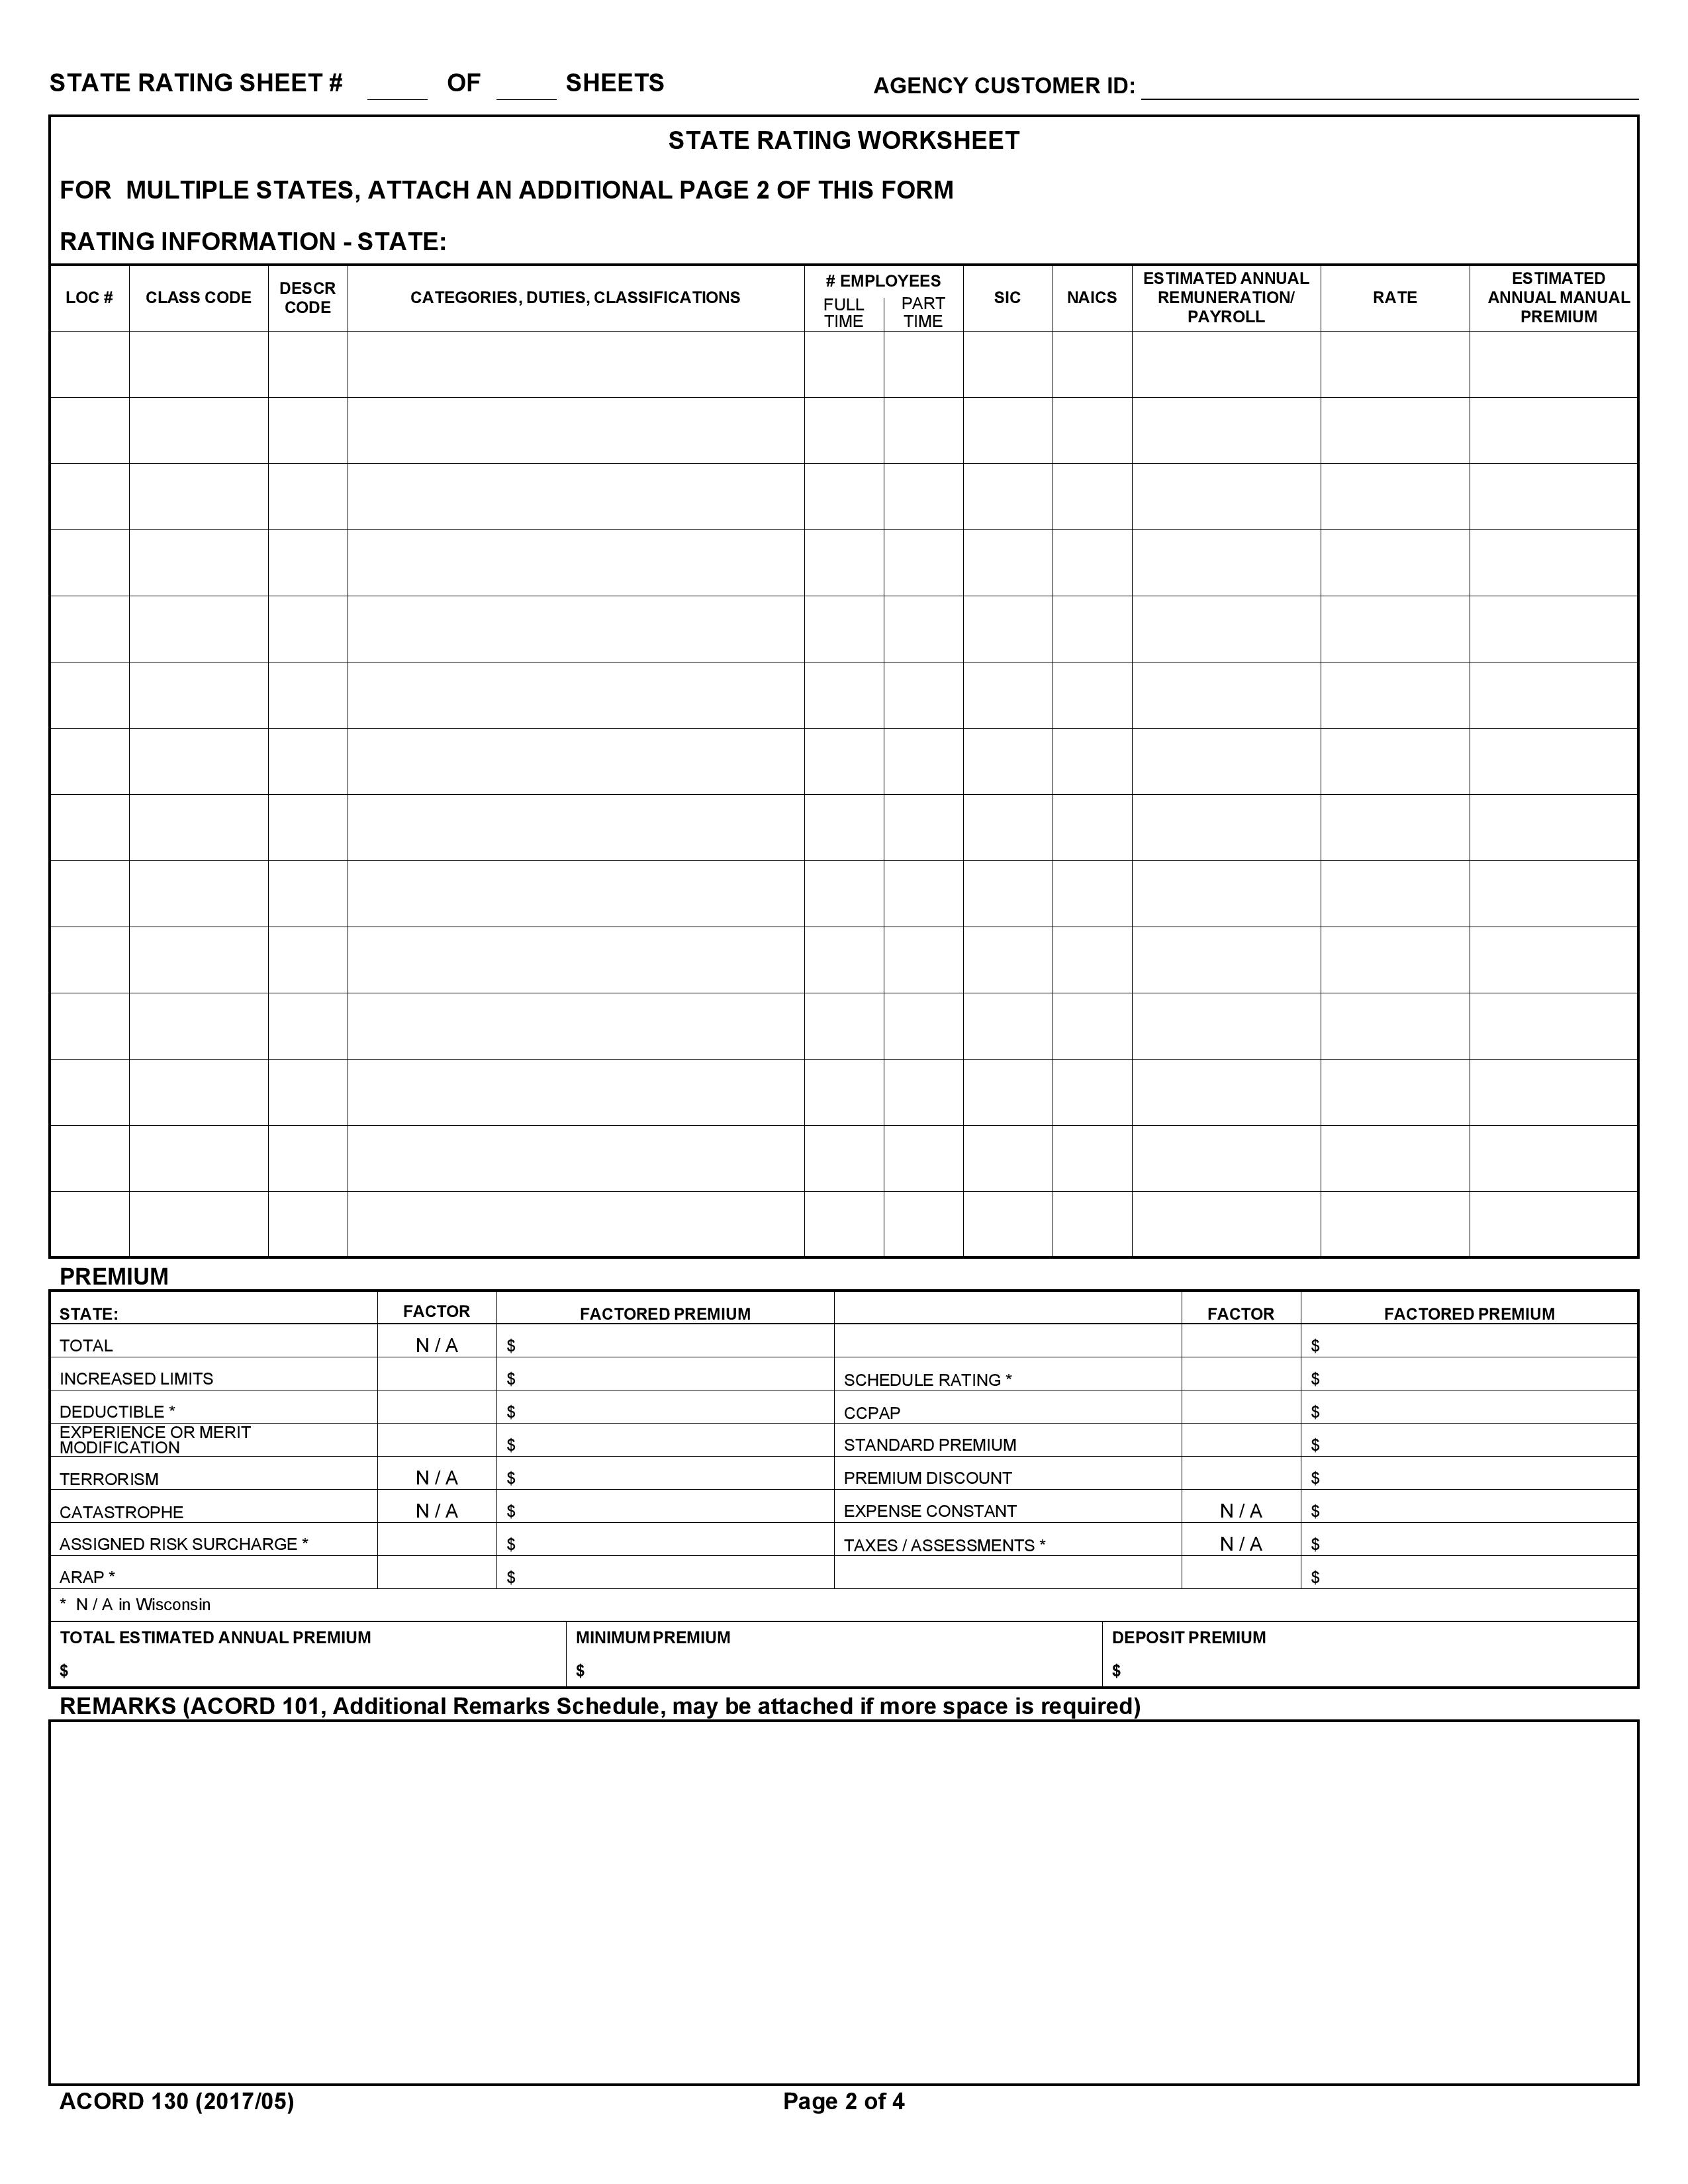 STATE RATING SHEET # _____ OF _____ SHEETS AGENCY CUSTOMER ID: _____
STATE RATING WORKSHEET
FOR MULTIPLE STATES, ATTACH AN ADDITIONAL PAGE 2 OF THIS FORM
RATING INFORMATION - STATE:
LOC # CLASS CODE DESCR CODE CATEGORIES, DUTIES, CLASSIFICATIONS # EMPLOYEES FULL TIME PART TIME SIC NAICS ESTIMATED ANNUAL REMUNERATION/ PAYROLL RATE ESTIMATED ANNUAL MANUAL PREMIUM
PREMIUM
STATE: FACTOR FACTORED PREMIUM FACTOR FACTORED PREMIUM
TOTAL N / A $ $
INCREASED LIMITS $ SCHEDULE RATING * $
DEDUCTIBLE * $ CCPAP $
EXPERIENCE OR MERIT MODIFICATION $ STANDARD PREMIUM $
TERRORISM N / A $ PREMIUM DISCOUNT $
CATASTROPHE N / A $ EXPENSE CONSTANT N / A $
ASSIGNED RISK SURCHARGE * $ TAXES / ASSESSMENTS * N / A $
ARAP * $ $
* N / A in Wisconsin
TOTAL ESTIMATED ANNUAL PREMIUM MINIMUM PREMIUM DEPOSIT PREMIUM
$ $ $
REMARKS (ACORD 101, Additional Remarks Schedule, may be attached if more space is required)
ACORD 130 (2017/05) Page 2 of 4